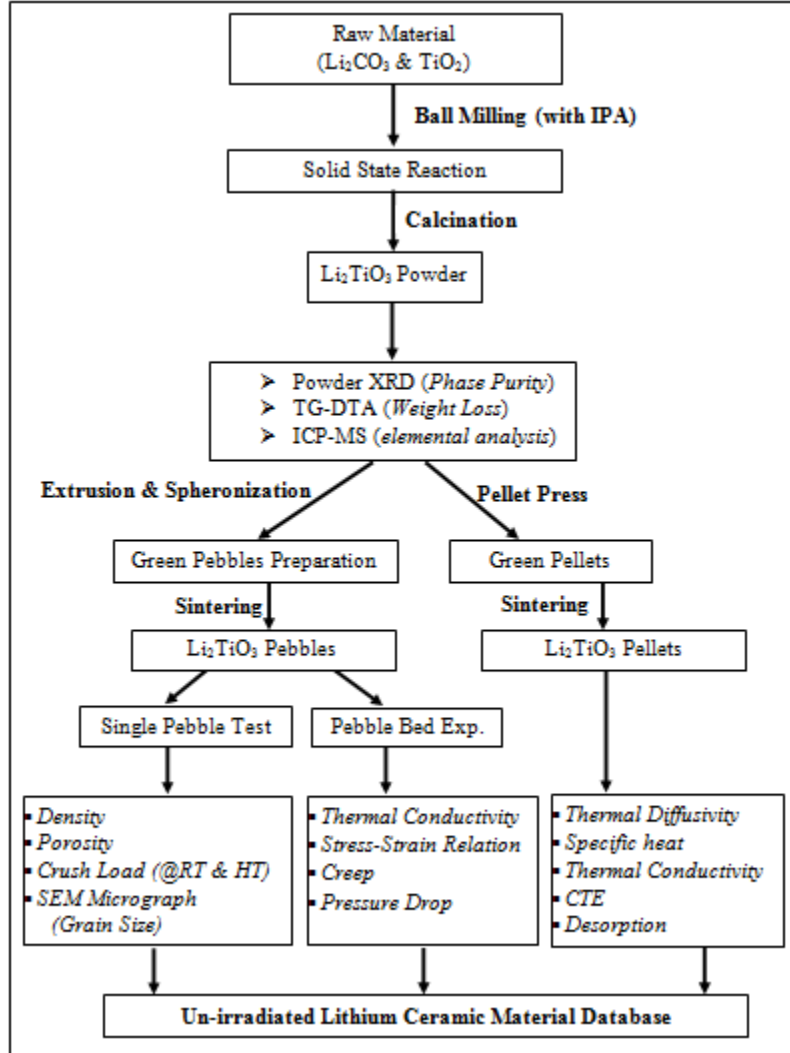 Raw Material
(Li₂CO₃ & TiO₂)
Ball Milling (with IPA)
Solid State Reaction
Calcination
Li₂TiO₃ Powder
➢ Powder XRD (Phase Purity)
➢ TG-DTA (Weight Loss)
➢ ICP-MS (elemental analysis)
Extrusion & Spheronization
Pellet Press
Green Pebbles Preparation
Green Pellets
Sintering
Sintering
Li₂TiO₃ Pebbles
Li₂TiO₃ Pellets
Single Pebble Test
Pebble Bed Exp.
▪ Density
▪ Porosity
▪ Crush Load (@RT & HT)
▪ SEM Micrograph
(Grain Size)
▪ Thermal Conductivity
▪ Stress-Strain Relation
▪ Creep
▪ Pressure Drop
▪ Thermal Diffusivity
▪ Specific heat
▪ Thermal Conductivity
▪ CTE
▪ Desorption
Un-irradiated Lithium Ceramic Material Database